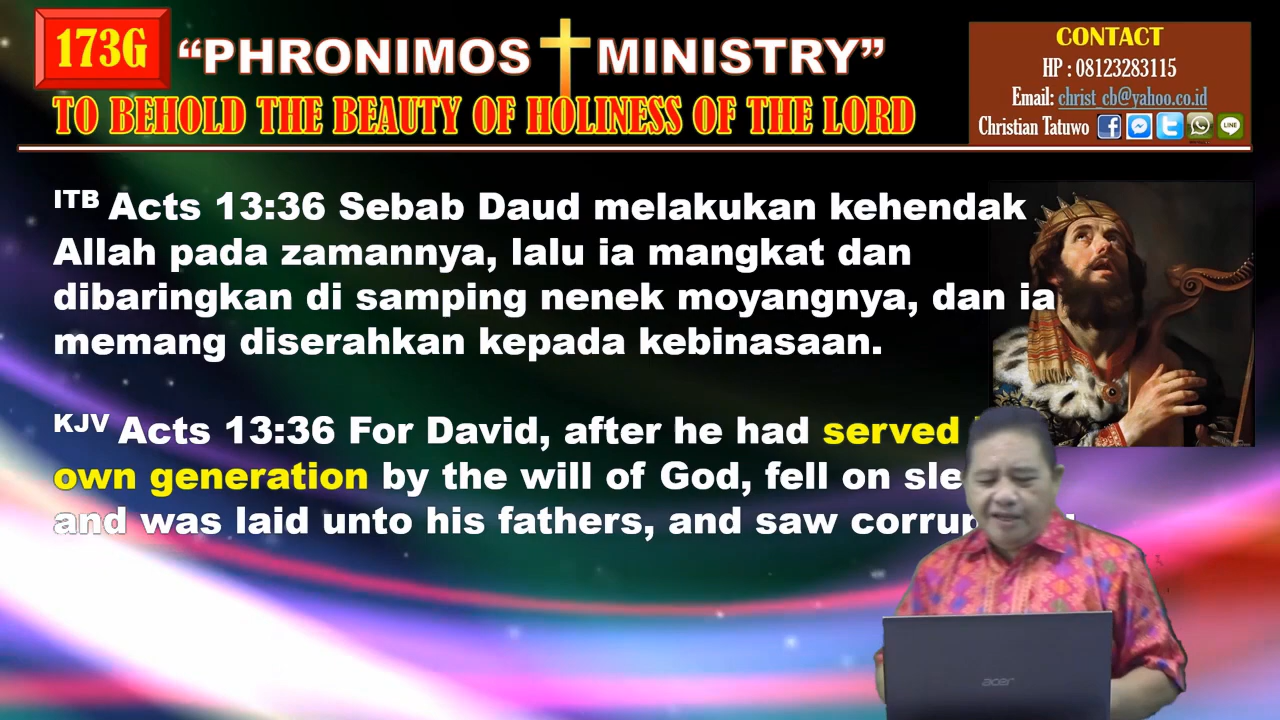 173G
“PHRONIMOS MINISTRY”
TO BEHOLD THE BEAUTY OF HOLINESS OF THE LORD
CONTACT
HP : 08123283115
Email: christ_cb@yahoo.co.id
Christian Tatuwo
LINE
ITB Acts 13:36 Sebab Daud melakukan kehendak
Allah pada zamannya, lalu ia mangkat dan
dibaringkan di samping nenek moyangnya, dan ia
memang diserahkan kepada kebinasaan.
KJV Acts 13:36 For David, after he had served
own generation by the will of God, fell on
and was laid unto his fathers, and saw
acer